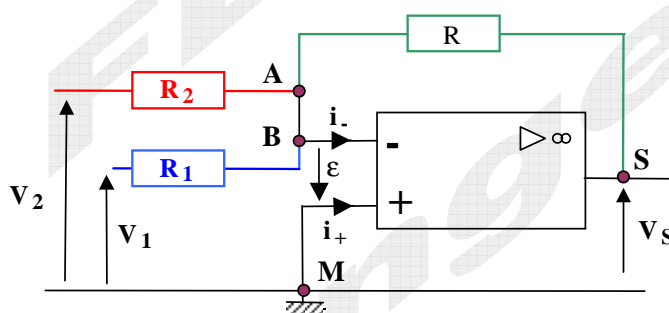 R
A
R₂
B
i-
-
▷ ∞
S
R₁
ε
+
V₂
V₁
i+
VS
M